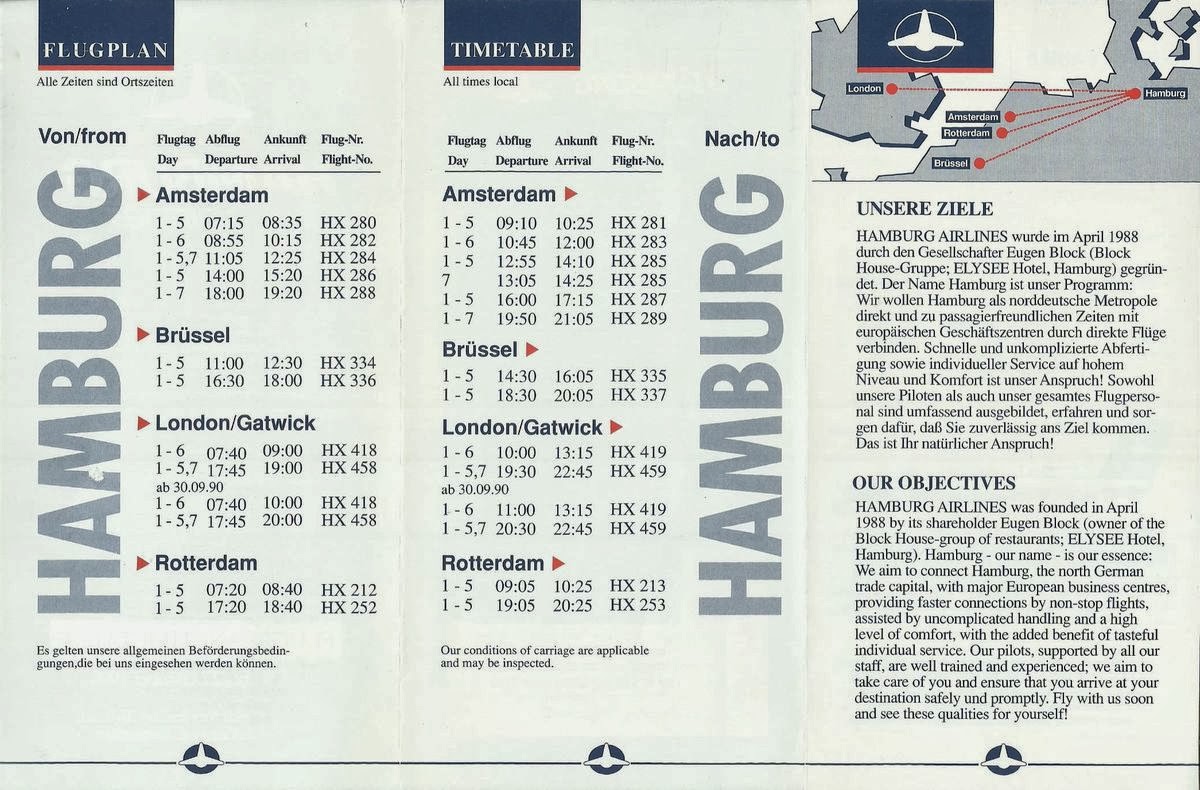 FLUGPLAN
Alle Zeiten sind Ortszeiten
Von/from
Flugtag Abflug Ankunft Flug-Nr.
Day Departure Arrival Flight-No.
HAMBURG
Amsterdam
1 - 5 07:15 08:35 HX 280
1 - 6 08:55 10:15 HX 282
1 - 5,7 11:05 12:25 HX 284
1 - 5 14:00 15:20 HX 286
1 - 7 18:00 19:20 HX 288
Brüssel
1 - 5 11:00 12:30 HX 334
1 - 5 16:30 18:00 HX 336
London/Gatwick
1 - 6 07:40 09:00 HX 418
1 - 5,7 17:45 19:00 HX 458
ab 30.09.90
1 - 6 07:40 10:00 HX 418
1 - 5,7 17:45 20:00 HX 458
Rotterdam
1 - 5 07:20 08:40 HX 212
1 - 5 17:20 18:40 HX 252
Es gelten unsere allgemeinen Beförderungsbedin-
gungen,die bei uns eingesehen werden können.
TIMETABLE
All times local
Flugtag Abflug Ankunft Flug-Nr.
Day Departure Arrival Flight-No.
Nach/to
HAMBURG
Amsterdam
1 - 5 09:10 10:25 HX 281
1 - 6 10:45 12:00 HX 283
1 - 5 12:55 14:10 HX 285
7 13:05 14:25 HX 285
1 - 5 16:00 17:15 HX 287
1 - 7 19:50 21:05 HX 289
Brüssel
1 - 5 14:30 16:05 HX 335
1 - 5 18:30 20:05 HX 337
London/Gatwick
1 - 6 10:00 13:15 HX 419
1 - 5,7 19:30 22:45 HX 459
ab 30.09.90
1 - 6 11:00 13:15 HX 419
1 - 5,7 20:30 22:45 HX 459
Rotterdam
1 - 5 09:05 10:25 HX 213
1 - 5 19:05 20:25 HX 253
Our conditions of carriage are applicable
and may be inspected.
London
Hamburg
Amsterdam
Rotterdam
Brüssel
UNSERE ZIELE
HAMBURG AIRLINES wurde im April 1988
durch den Gesellschafter Eugen Block (Block
House-Gruppe; ELYSEE Hotel, Hamburg) gegrün-
det. Der Name Hamburg ist unser Programm:
Wir wollen Hamburg als norddeutsche Metropole
direkt und zu passagierfreundlichen Zeiten mit
europäischen Geschäftszentren durch direkte Flüge
verbinden. Schnelle und unkomplizierte Abferti-
gung sowie individueller Service auf hohem
Niveau und Komfort ist unser Anspruch! Sowohl
unsere Piloten als auch unser gesamtes Flugperso-
nal sind umfassend ausgebildet, erfahren und sor-
gen dafür, daß Sie zuverlässig ans Ziel kommen.
Das ist Ihr natürlicher Anspruch!
OUR OBJECTIVES
HAMBURG AIRLINES was founded in April
1988 by its shareholder Eugen Block (owner of the
Block House-group of restaurants; ELYSEE Hotel,
Hamburg). Hamburg - our name - is our essence:
We aim to connect Hamburg, the north German
trade capital, with major European business centres,
providing faster connections by non-stop flights,
assisted by uncomplicated handling and a high
level of comfort, with the added benefit of tasteful
individual service. Our pilots, supported by all our
staff, are well trained and experienced; we aim to
take care of you and ensure that you arrive at your
destination safely und promptly. Fly with us soon
and see these qualities for yourself!